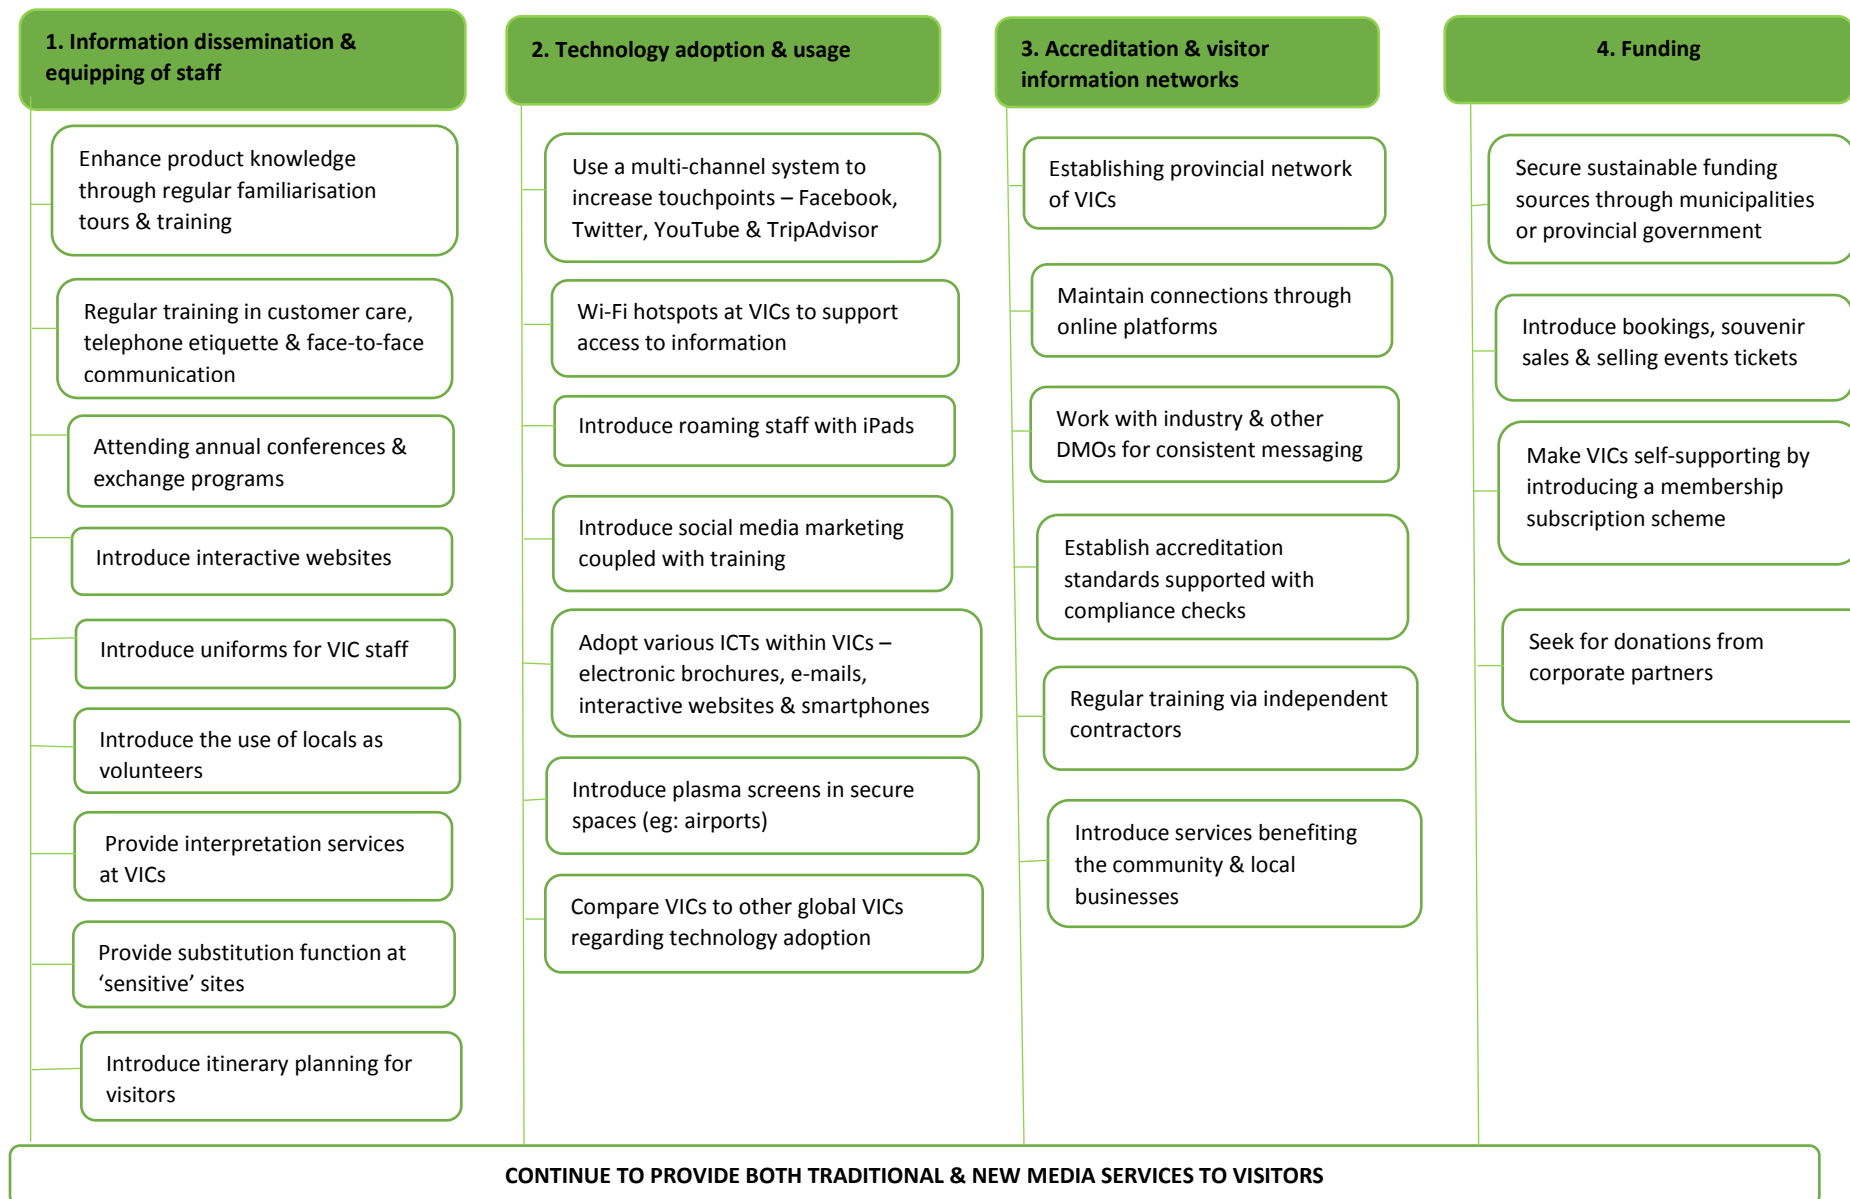 1. Information dissemination &
equipping of staff
Enhance product knowledge
through regular familiarisation
tours & training
Regular training in customer care,
telephone etiquette & face-to-face
communication
Attending annual conferences &
exchange programs
Introduce interactive websites
Introduce uniforms for VIC staff
Introduce the use of locals as
volunteers
Provide interpretation services
at VICs
Provide substitution function at
‘sensitive’ sites
Introduce itinerary planning for
visitors
2. Technology adoption & usage
Use a multi-channel system to
increase touchpoints – Facebook,
Twitter, YouTube & TripAdvisor
Wi-Fi hotspots at VICs to support
access to information
Introduce roaming staff with iPads
Introduce social media marketing
coupled with training
Adopt various ICTs within VICs –
electronic brochures, e-mails,
interactive websites & smartphones
Introduce plasma screens in secure
spaces (eg: airports)
Compare VICs to other global VICs
regarding technology adoption
3. Accreditation & visitor
information networks
Establishing provincial network
of VICs
Maintain connections through
online platforms
Work with industry & other
DMOs for consistent messaging
Establish accreditation
standards supported with
compliance checks
Regular training via independent
contractors
Introduce services benefiting
the community & local
businesses
4. Funding
Secure sustainable funding
sources through municipalities
or provincial government
Introduce bookings, souvenir
sales & selling events tickets
Make VICs self-supporting by
introducing a membership
subscription scheme
Seek for donations from
corporate partners
CONTINUE TO PROVIDE BOTH TRADITIONAL & NEW MEDIA SERVICES TO VISITORS